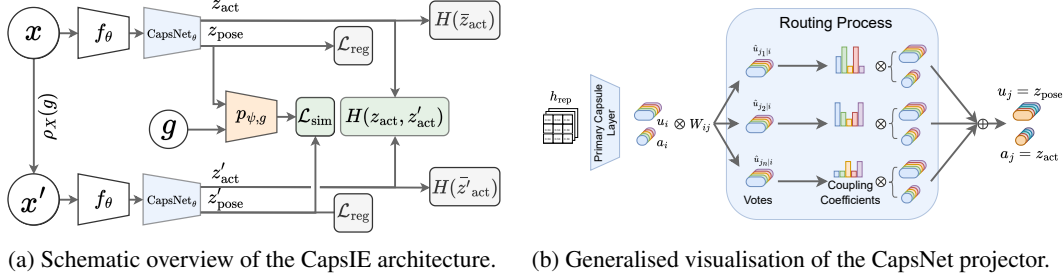 x
f_θ
CapsNet_θ
z_act
z_pose
H(z̄_act)
L_reg
ρ_X(g)
g
p_ψ,g
L_sim
H(z_act, z'_act)
x'
f_θ
CapsNet_θ
z'_act
z'_pose
H(z̄'_act)
L_reg
(a) Schematic overview of the CapsIE architecture.
Routing Process
h_rep
Primary Capsule
Layer
u_i
a_i
⊗ W_ij
û_j₁|i
û_j₂|i
û_jₙ|i
⊗
⊗
⊗
Votes
Coupling
Coefficients
⊕
u_j = z_pose
a_j = z_act
(b) Generalised visualisation of the CapsNet projector.